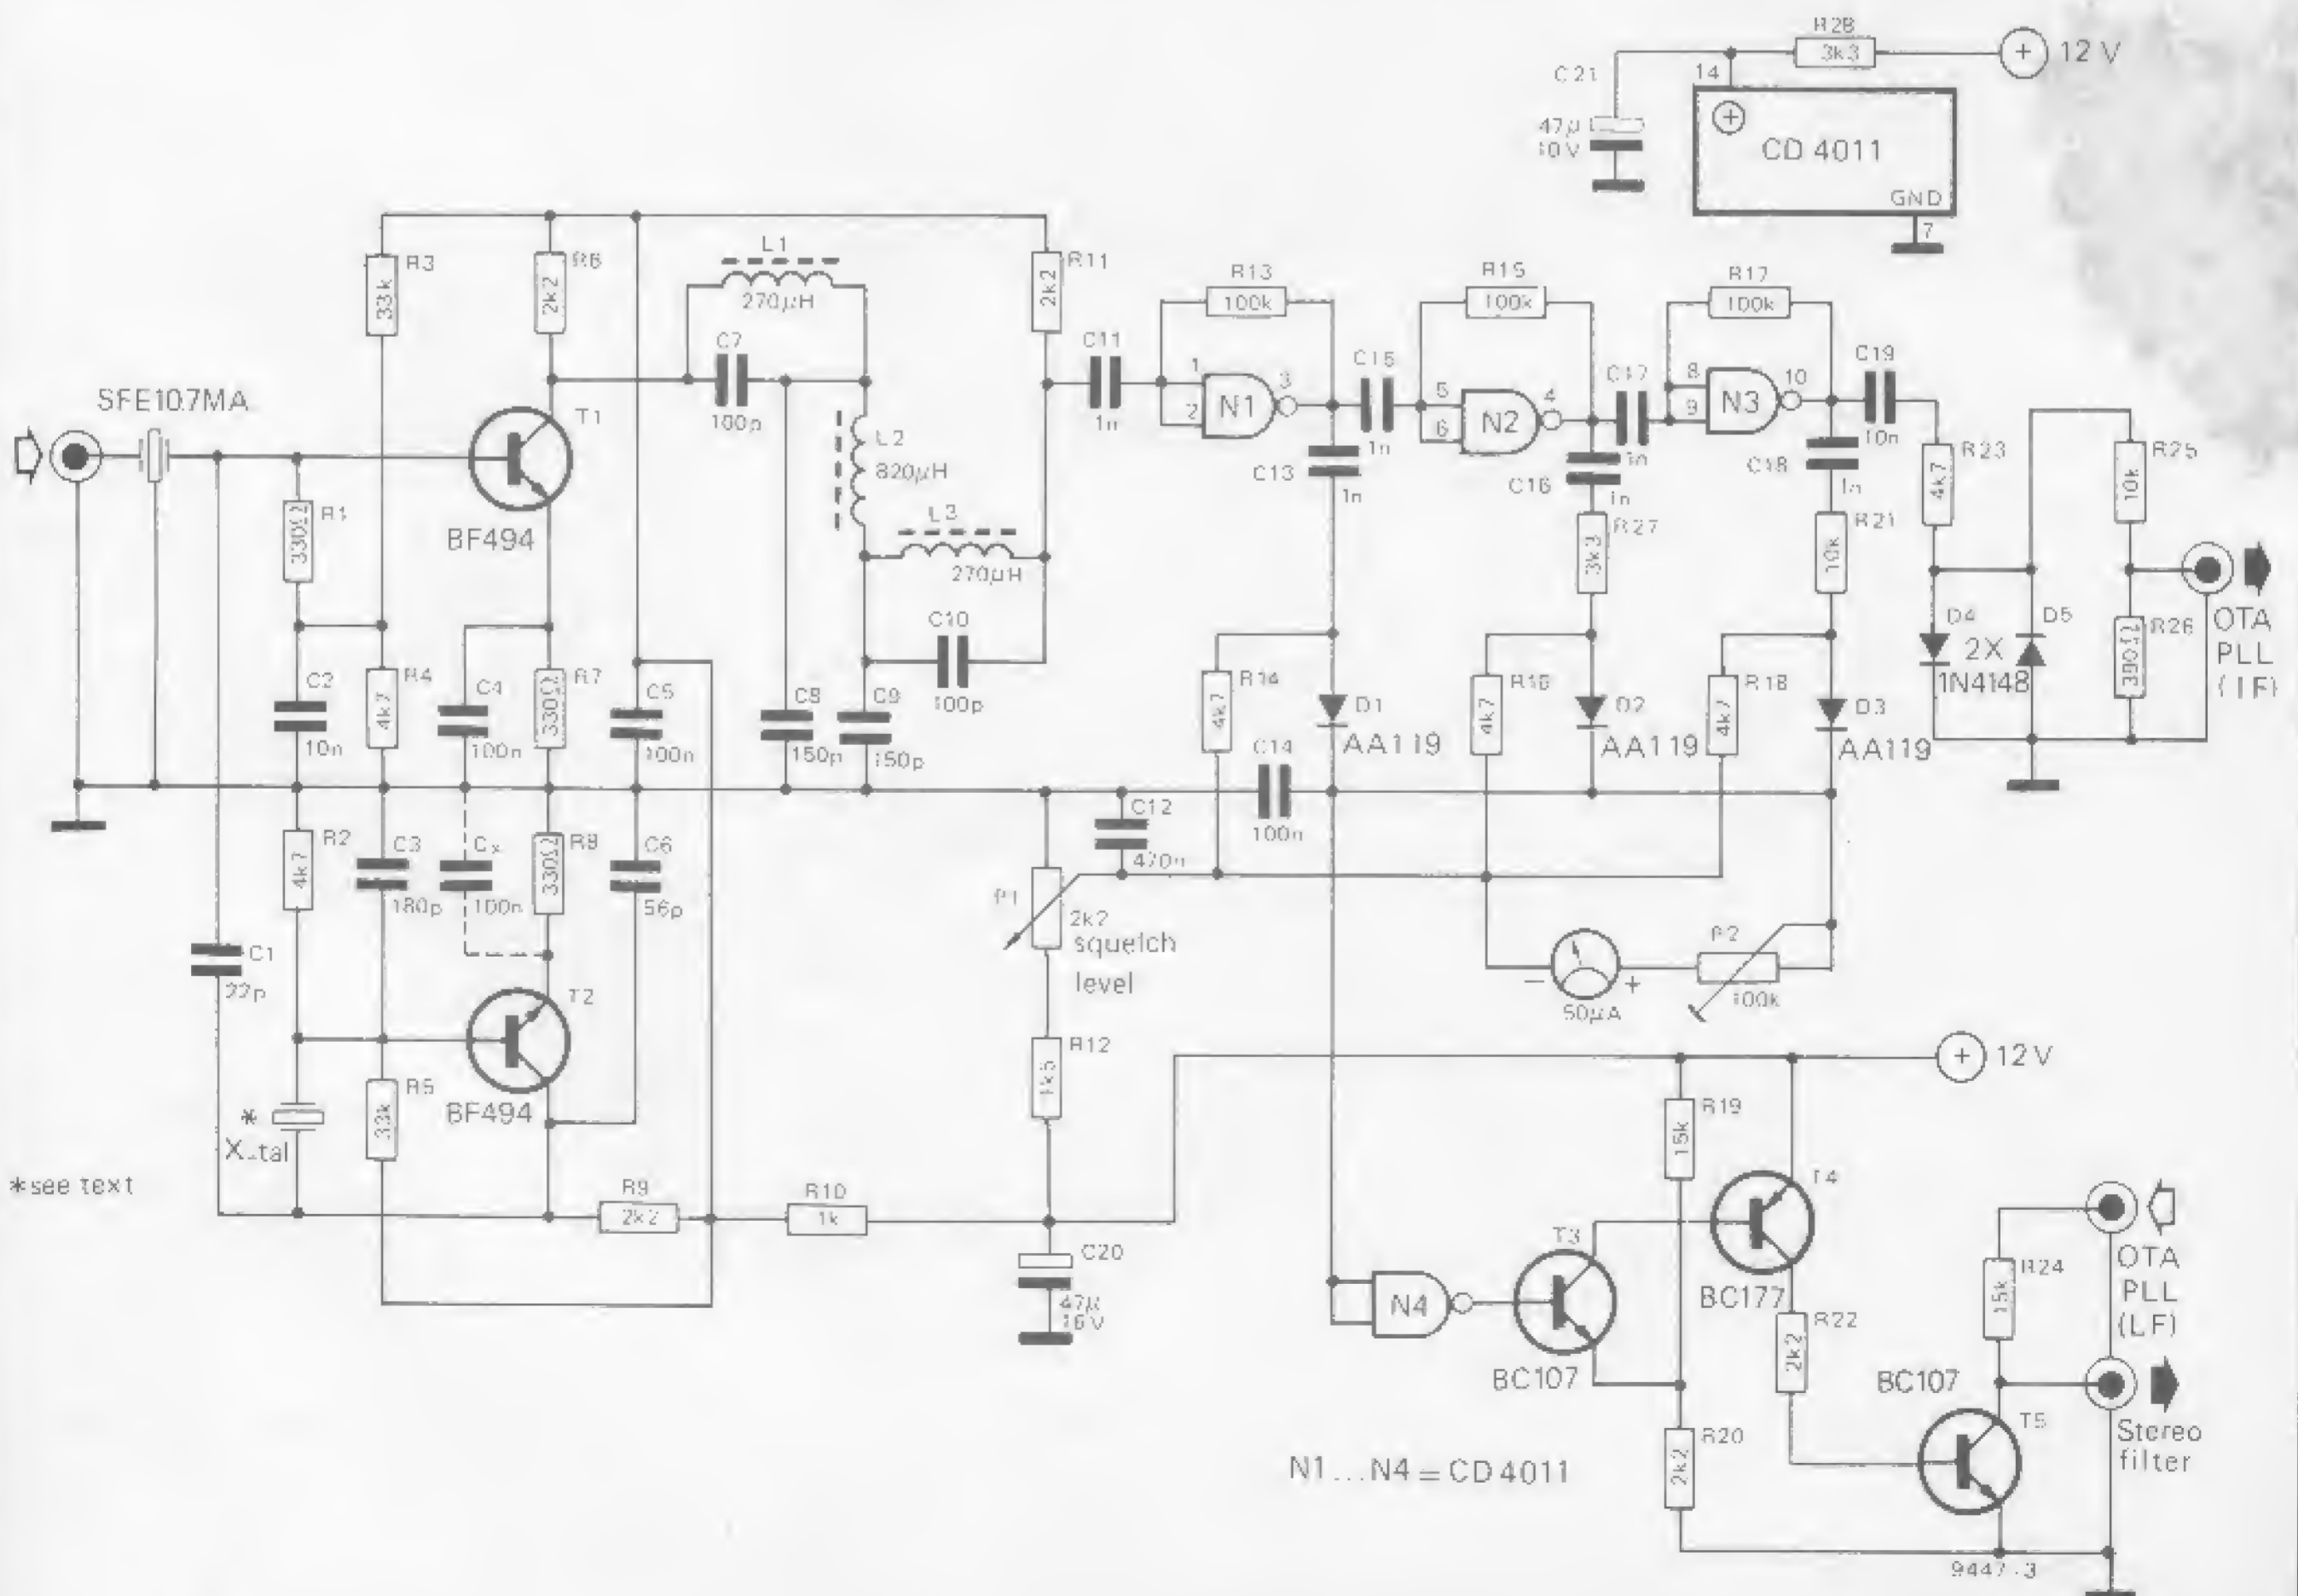 R28
3k3
12 V
C21
14
47µ
10V
CD 4011
GND
7
L1
270µH
R3
33k
R6
2k2
R11
2k2
R13
100k
R15
100k
R17
100k
C7
100p
C11
1n
1
2
N1
3
C15
1n
5
6
N2
4
C17
1n
8
9
N3
10
C19
10n
SFE10.7MA
T1
BF494
L2
820µH
L3
270µH
C13
1n
C16
1n
R27
3k3
C18
1n
R21
10k
R23
4k7
R25
10k
R1
330Ω
C10
100p
D4
2X
1N4148
D5
R26
390Ω
OTA
PLL
(IF)
C2
10n
R4
4k7
C4
100n
R7
330Ω
C5
100n
C8
150p
C9
150p
R14
4k7
D1
AA119
R16
4k7
D2
AA119
R18
4k7
D3
AA119
C14
100n
C12
470n
R2
4k7
C3
180p
Cx
100n
R8
330Ω
C6
56p
P1
2k2
squelch
level
P2
100k
−
+
50µA
C1
22p
T2
BF494
R5
33k
*
X-tal
*see text
R12
1k5
12V
R19
15k
T4
BC177
R9
2k2
R10
1k
C20
47µ
16V
N4
T3
BC107
R22
2k2
R24
15k
OTA
PLL
(LF)
BC107
T5
Stereo
filter
R20
2k2
N1...N4 = CD4011
9447-3